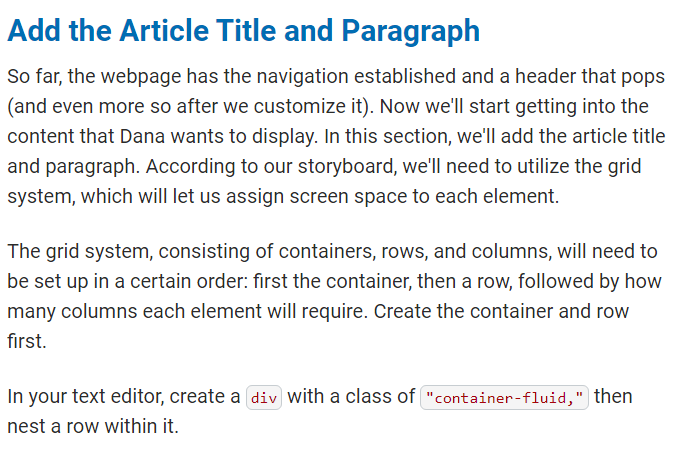 Add the Article Title and Paragraph
So far, the webpage has the navigation established and a header that pops
(and even more so after we customize it). Now we'll start getting into the
content that Dana wants to display. In this section, we'll add the article title
and paragraph. According to our storyboard, we'll need to utilize the grid
system, which will let us assign screen space to each element.
The grid system, consisting of containers, rows, and columns, will need to
be set up in a certain order: first the container, then a row, followed by how
many columns each element will require. Create the container and row
first.
In your text editor, create a div with a class of "container-fluid," then
nest a row within it.